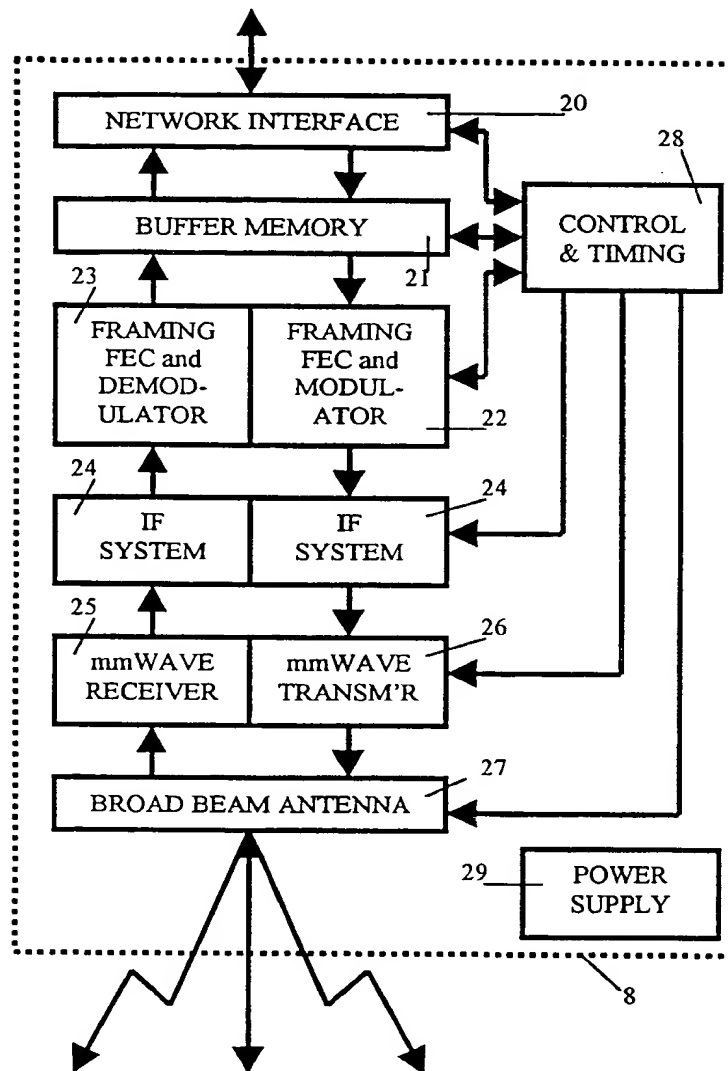 NETWORK INTERFACE
20
28
BUFFER MEMORY
21
CONTROL
& TIMING
23
FRAMING
FEC and
DEMOD-
ULATOR
FRAMING
FEC and
MODUL-
ATOR
22
24
IF
SYSTEM
IF
SYSTEM
24
25
mmWAVE
RECEIVER
mmWAVE
TRANSM'R
26
BROAD BEAM ANTENNA
27
29
POWER
SUPPLY
8